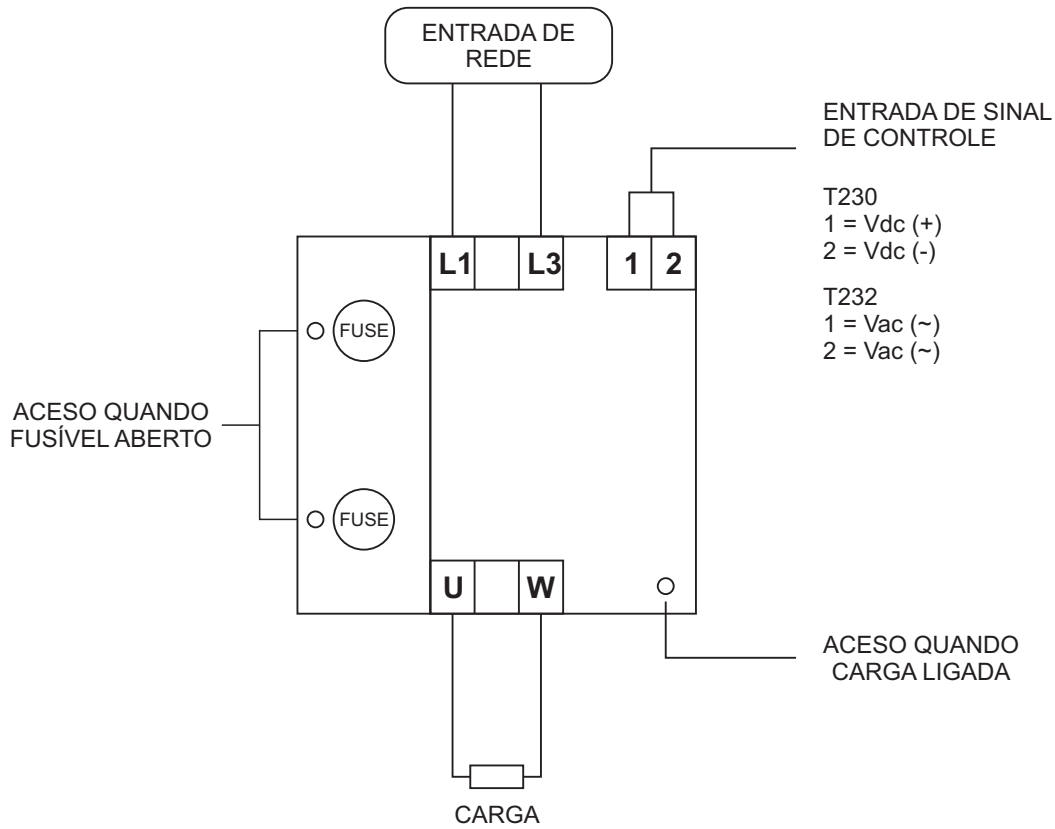 ENTRADA DE
REDE
ENTRADA DE SINAL
DE CONTROLE
T230
1 = Vdc (+)
2 = Vdc (-)
T232
1 = Vac (~)
2 = Vac (~)
L1
L3
1
2
FUSE
ACESO QUANDO
FUSÍVEL ABERTO
FUSE
U
W
ACESO QUANDO
CARGA LIGADA
CARGA